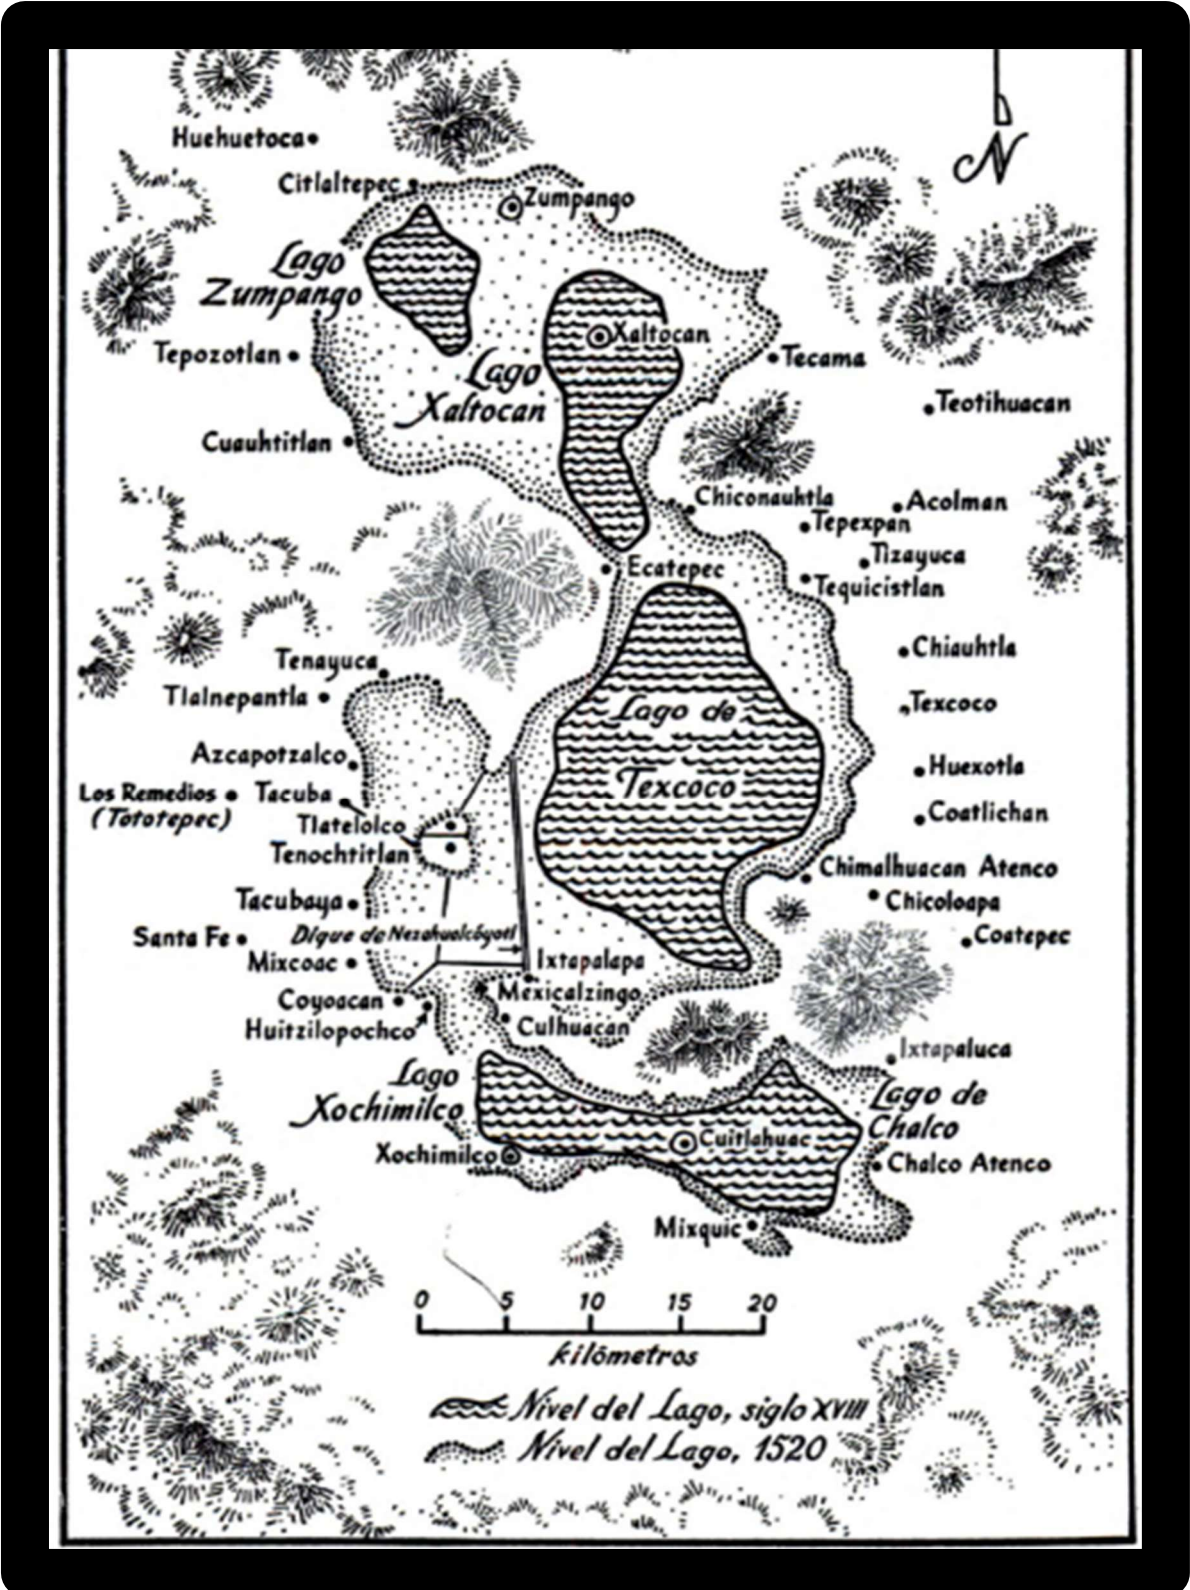 N
Huehuetoca
Citlaltepec
Zumpango
Lago
Zumpango
Xaltocan
Tepozotlan
Lago
Xaltocan
Tecama
Teotihuacan
Cuauhtitlan
Chiconauhtla
Acolman
Tepexpan
Tizayuca
Ecatepec
Tequicistlan
Chiauhtla
Tenayuca
Tlalnepantla
Lago de
Texcoco
Texcoco
Azcapotzalco
Huexotla
Los Remedios
(Tototepec)
Tacuba
Coatlichan
Tlatelolco
Tenochtitlan
Chimalhuacan Atenco
Tacubaya
Chicoloapa
Santa Fe
Dique de Nezahualcóyotl
Coatepec
Mixcoac
Ixtapalapa
Coyoacan
Mexicalzingo
Huitzilopochco
Culhuacan
Ixtapaluca
Lago
Xochimilco
Lago de
Chalco
Cuitlahuac
Xochimilco
Chalco Atenco
Mixquic
0 5 10 15 20
kilómetros
Nivel del Lago, siglo XVIII
Nivel del Lago, 1520